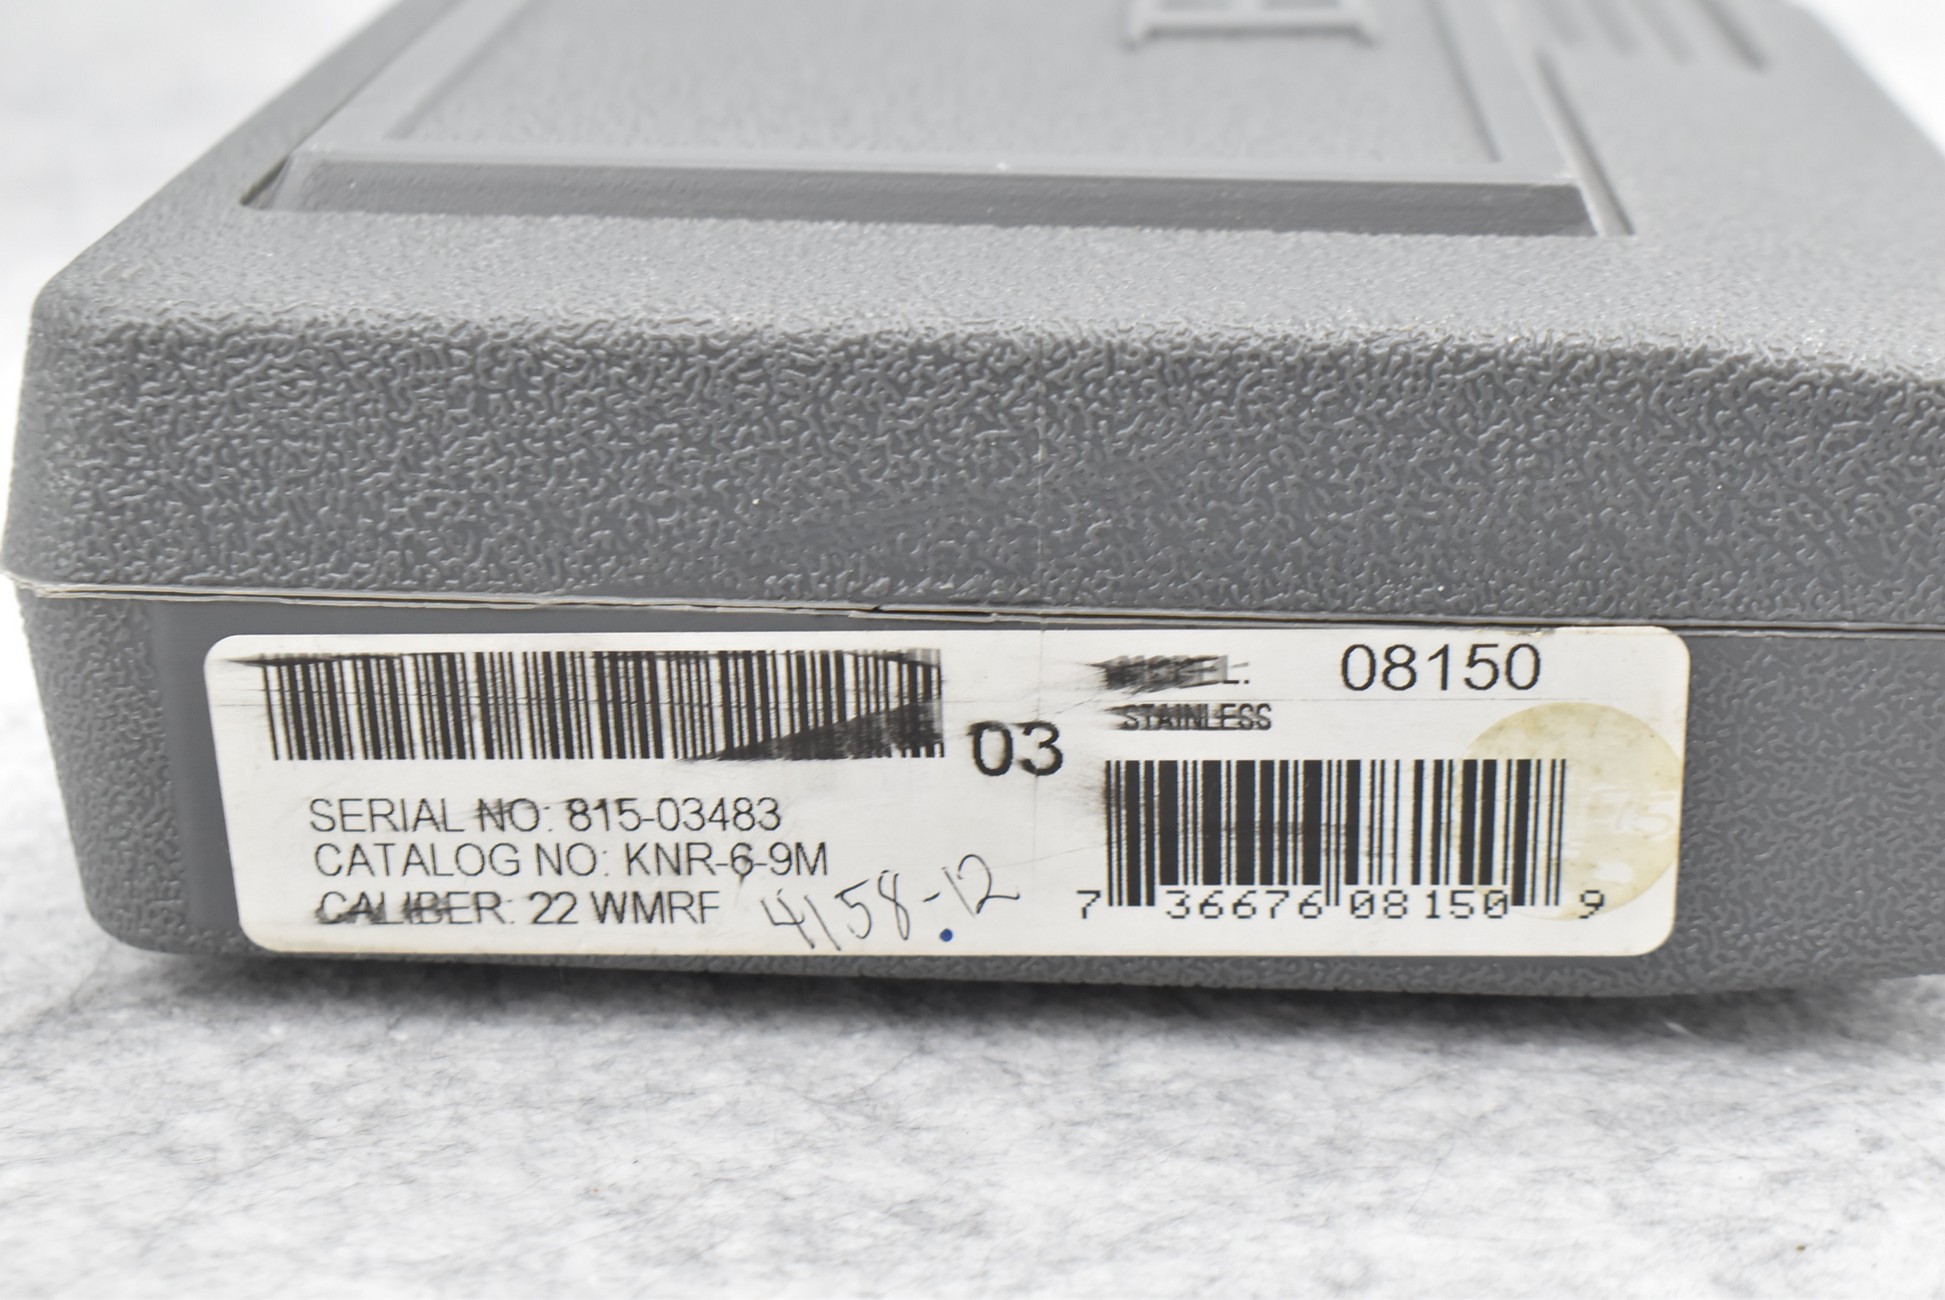 SERIAL NO: 815-03483
CATALOG NO: KNR-6-9M
CALIBER: 22 WMRF
4158-12
03
MODEL: 08150
STAINLESS
7 36676 08150 9